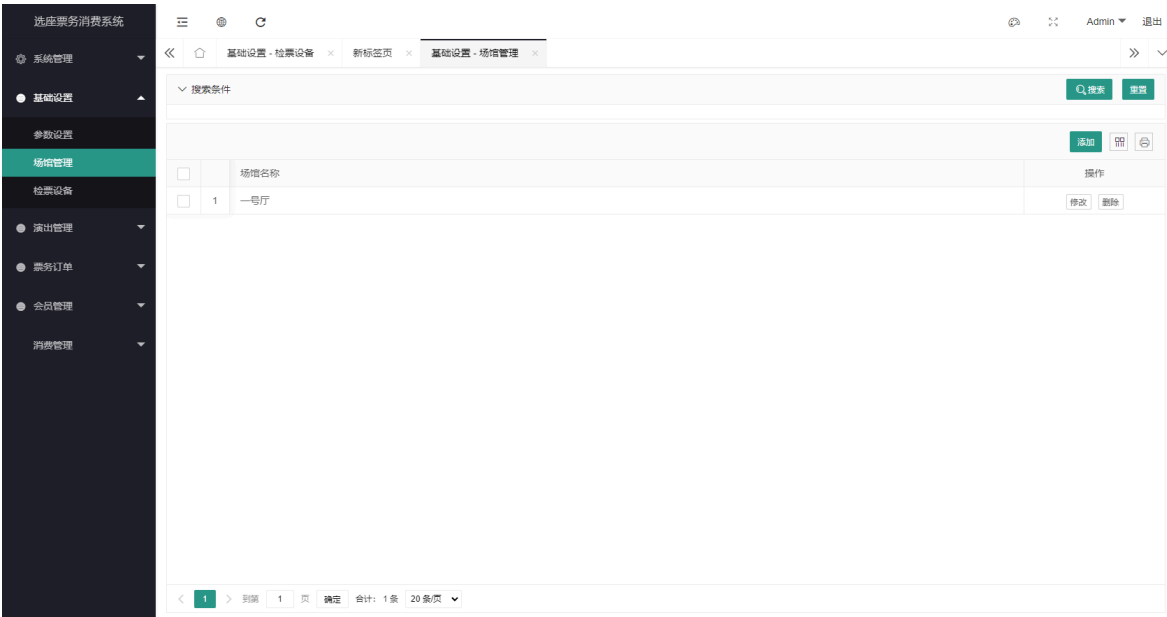 选座票务消费系统
Admin 退出
系统管理
基础设置 - 检票设备 × 新标签页 × 基础设置 - 场馆管理 ×
搜索条件 搜索 重置
基础设置
参数设置
添加
场馆管理
场馆名称 操作
检票设备
1 一号厅 修改 删除
演出管理
票务订单
会员管理
消费管理
1 到第 1 页 确定 合计：1 条 20 条/页